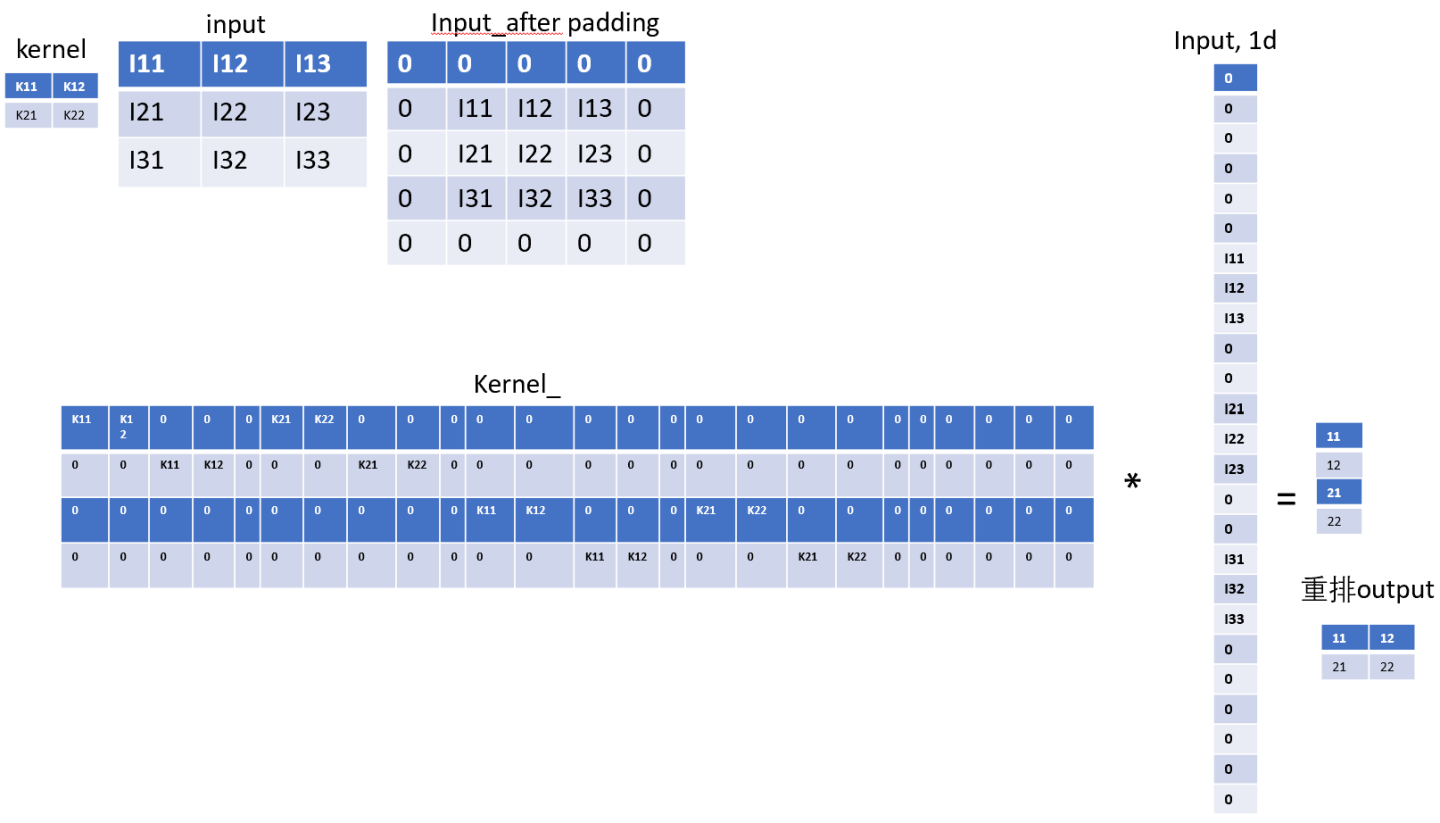 kernel
K11 K12
K21 K22
input
I11 I12 I13
I21 I22 I23
I31 I32 I33
Input_after padding
0 0 0 0 0
0 I11 I12 I13 0
0 I21 I22 I23 0
0 I31 I32 I33 0
0 0 0 0 0
Kernel_
K11 K12 0 0 0 K21 K22 0 0 0 0 0 0 0 0 0 0 0 0 0 0 0 0 0 0
0 0 K11 K12 0 0 0 K21 K22 0 0 0 0 0 0 0 0 0 0 0 0 0 0 0 0
0 0 0 0 0 0 0 0 0 0 K11 K12 0 0 0 K21 K22 0 0 0 0 0 0 0 0
0 0 0 0 0 0 0 0 0 0 0 0 K11 K12 0 0 0 K21 K22 0 0 0 0 0 0
*
Input, 1d
0
0
0
0
0
0
I11
I12
I13
0
0
I21
I22
I23
0
0
I31
I32
I33
0
0
0
0
0
0
=
11
12
21
22
重排output
11 12
21 22